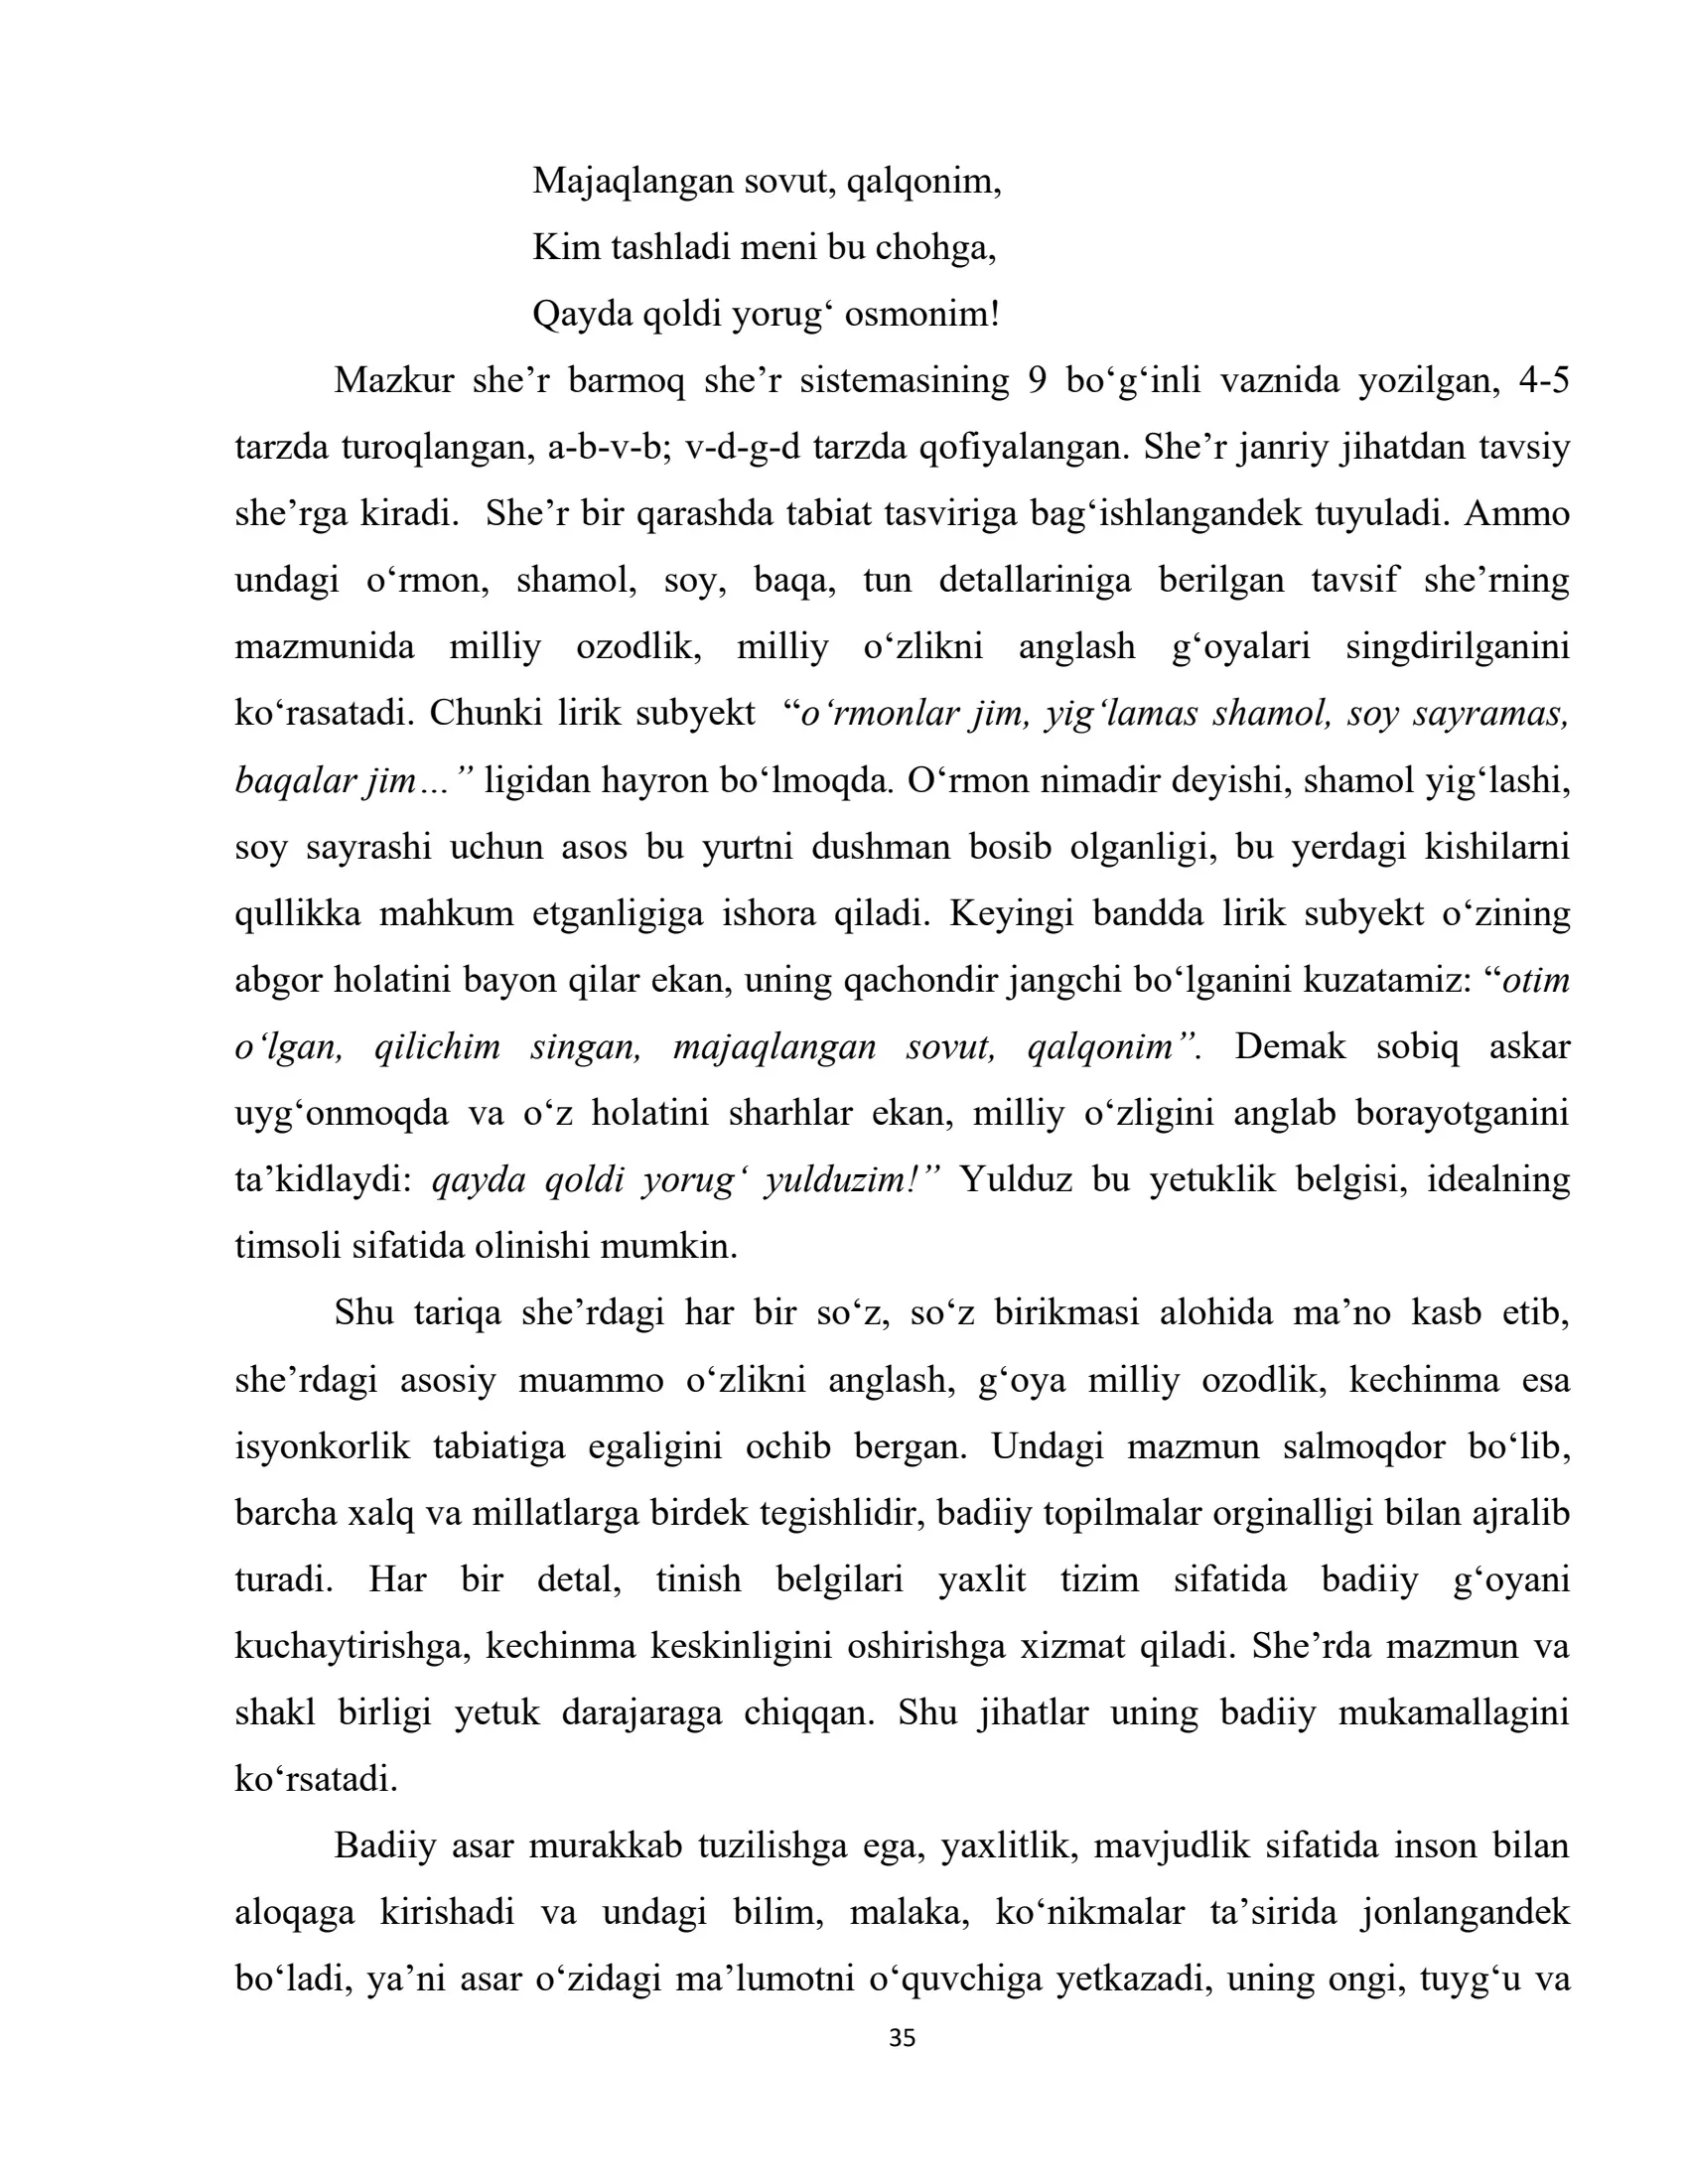 Majaqlangan sovut, qalqonim,
Kim tashladi meni bu chohga,
Qayda qoldi yorug‘ osmonim!
Mazkur she’r barmoq she’r sistemasining 9 bo‘g‘inli vaznida yozilgan, 4-5
tarzda turoqlangan, a-b-v-b; v-d-g-d tarzda qofiyalangan. She’r janriy jihatdan tavsiy
she’rga kiradi.  She’r bir qarashda tabiat tasviriga bag‘ishlangandek tuyuladi. Ammo
undagi o‘rmon, shamol, soy, baqa, tun detallariniga berilgan tavsif she’rning
mazmunida milliy ozodlik, milliy o‘zlikni anglash g‘oyalari singdirilganini
ko‘rasatadi. Chunki lirik subyekt  “o‘rmonlar jim, yig‘lamas shamol, soy sayramas,
baqalar jim…” ligidan hayron bo‘lmoqda. O‘rmon nimadir deyishi, shamol yig‘lashi,
soy sayrashi uchun asos bu yurtni dushman bosib olganligi, bu yerdagi kishilarni
qullikka mahkum etganligiga ishora qiladi. Keyingi bandda lirik subyekt o‘zining
abgor holatini bayon qilar ekan, uning qachondir jangchi bo‘lganini kuzatamiz: “otim
o‘lgan, qilichim singan, majaqlangan sovut, qalqonim”. Demak sobiq askar
uyg‘onmoqda va o‘z holatini sharhlar ekan, milliy o‘zligini anglab borayotganini
ta’kidlaydi: qayda qoldi yorug‘ yulduzim!” Yulduz bu yetuklik belgisi, idealning
timsoli sifatida olinishi mumkin.
Shu tariqa she’rdagi har bir so‘z, so‘z birikmasi alohida ma’no kasb etib,
she’rdagi asosiy muammo o‘zlikni anglash, g‘oya milliy ozodlik, kechinma esa
isyonkorlik tabiatiga egaligini ochib bergan. Undagi mazmun salmoqdor bo‘lib,
barcha xalq va millatlarga birdek tegishlidir, badiiy topilmalar orginalligi bilan ajralib
turadi. Har bir detal, tinish belgilari yaxlit tizim sifatida badiiy g‘oyani
kuchaytirishga, kechinma keskinligini oshirishga xizmat qiladi. She’rda mazmun va
shakl birligi yetuk darajaraga chiqqan. Shu jihatlar uning badiiy mukamallagini
ko‘rsatadi.
Badiiy asar murakkab tuzilishga ega, yaxlitlik, mavjudlik sifatida inson bilan
aloqaga kirishadi va undagi bilim, malaka, ko‘nikmalar ta’sirida jonlangandek
bo‘ladi, ya’ni asar o‘zidagi ma’lumotni o‘quvchiga yetkazadi, uning ongi, tuyg‘u va
35